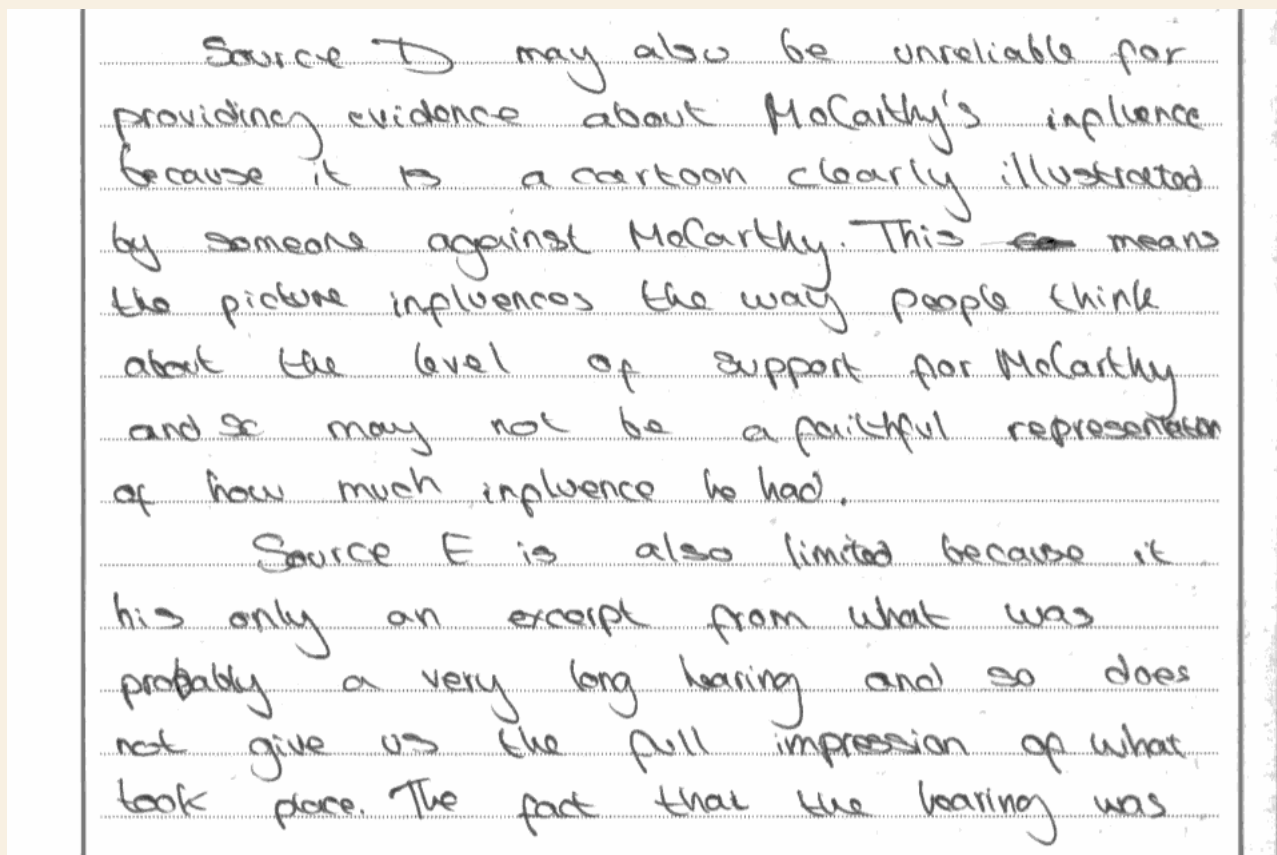 Source D may also be unreliable for
providing evidence about McCarthy's influence
because it is a cartoon clearly illustrated
by someone against McCarthy. This means
the picture influences the way people think
about the level of support for McCarthy
and so may not be a faithful representation
of how much influence he had.
Source E is also limited because it
his only an excerpt from what was
probably a very long hearing and so does
not give us the full impression of what
took place. The fact that the hearing was